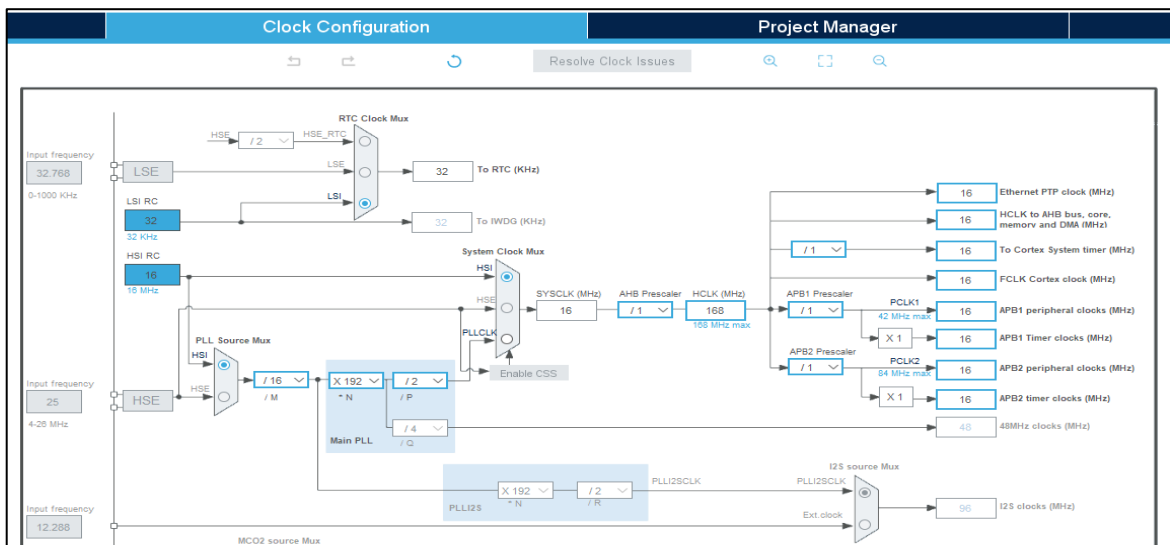 Clock Configuration
Project Manager
Resolve Clock Issues
RTC Clock Mux
HSE
/ 2
HSE_RTC
Input frequency
32.768
0-1000 KHz
LSE
LSE
32
To RTC (KHz)
LSI RC
32
32 KHz
LSI
32
To IWDG (KHz)
HSI RC
16
16 MHz
System Clock Mux
HSI
HSE
PLLCLK
Enable CSS
SYSCLK (MHz)
16
AHB Prescaler
/ 1
HCLK (MHz)
168
168 MHz max
16
Ethernet PTP clock (MHz)
16
HCLK to AHB bus, core,
memory and DMA (MHz)
/ 1
16
To Cortex System timer (MHz)
16
FCLK Cortex clock (MHz)
APB1 Prescaler
/ 1
PCLK1
42 MHz max
16
APB1 peripheral clocks (MHz)
X 1
16
APB1 Timer clocks (MHz)
APB2 Prescaler
/ 1
PCLK2
84 MHz max
16
APB2 peripheral clocks (MHz)
X 1
16
APB2 timer clocks (MHz)
PLL Source Mux
HSI
HSE
/ 16
/ M
X 192
* N
/ 2
/ P
/ 4
/ Q
Main PLL
48
48MHz clocks (MHz)
Input frequency
25
4-26 MHz
HSE
X 192
* N
/ 2
/ R
PLLI2S
PLLI2SCLK
I2S source Mux
PLLI2SCLK
Ext.clock
96
I2S clocks (MHz)
Input frequency
12.288
MCO2 source Mux